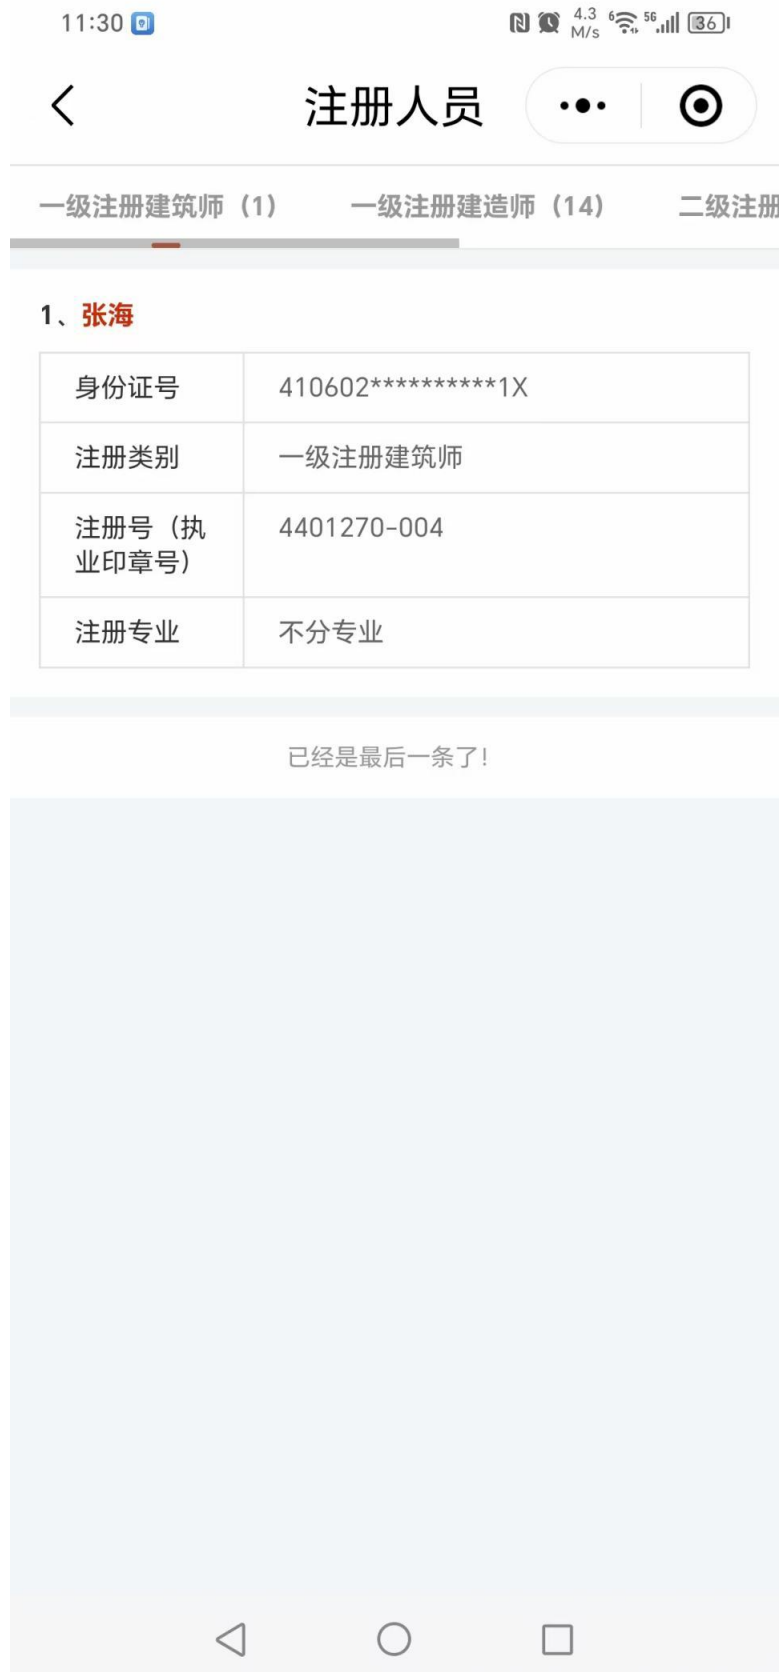 11:30
4.3 M/s 6 5G 36
注册人员
一级注册建筑师（1） 一级注册建造师（14） 二级注册
1、张海
身份证号 410602**********1X
注册类别 一级注册建筑师
注册号（执
业印章号） 4401270-004
注册专业 不分专业
已经是最后一条了!